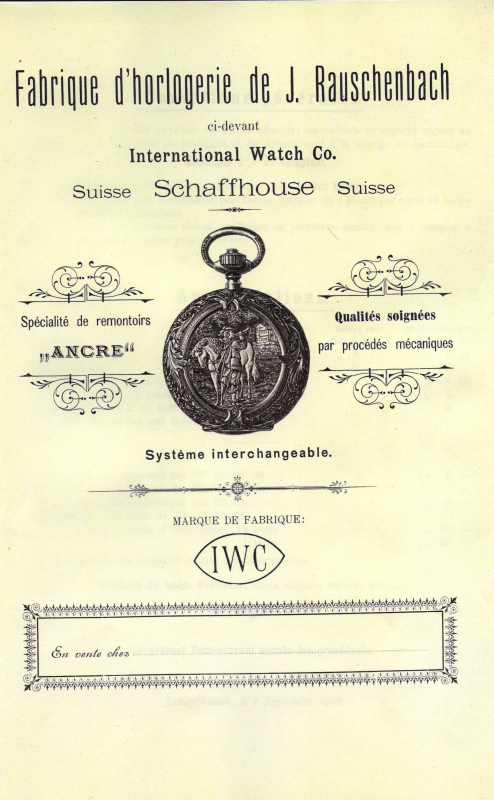 Fabrique d'horlogerie de J. Rauschenbach
ci-devant
International Watch Co.
Suisse Schaffhouse Suisse
Spécialité de remontoirs
„ANCRE“
Qualités soignées
par procédés mécaniques
Système interchangeable.
MARQUE DE FABRIQUE:
IWC
En vente chez